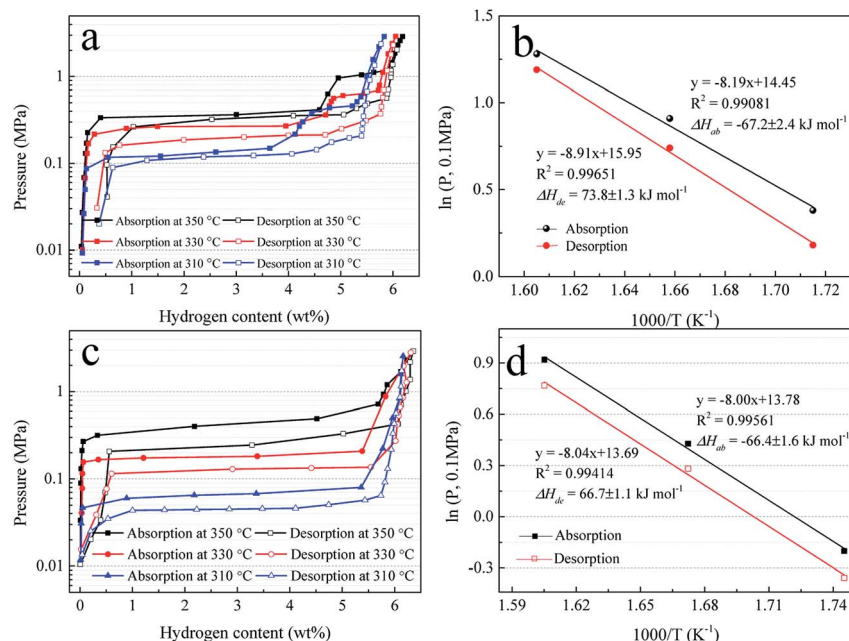 a
Pressure (MPa)
1
0.1
0.01
Absorption at 350 °C
Desorption at 350 °C
Absorption at 330 °C
Desorption at 330 °C
Absorption at 310 °C
Desorption at 310 °C
0 1 2 3 4 5 6
Hydrogen content (wt%)
b
ln (P, 0.1MPa)
1.5
1.0
0.5
0.0
y = -8.19x+14.45
R² = 0.99081
ΔHab = -67.2±2.4 kJ mol⁻¹
y = -8.91x+15.95
R² = 0.99651
ΔHde = 73.8±1.3 kJ mol⁻¹
Absorption
Desorption
1.60 1.62 1.64 1.66 1.68 1.70 1.72
1000/T (K⁻¹)
c
Pressure (MPa)
1
0.1
0.01
Absorption at 350 °C
Desorption at 350 °C
Absorption at 330 °C
Desorption at 330 °C
Absorption at 310 °C
Desorption at 310 °C
0 1 2 3 4 5 6
Hydrogen content (wt%)
d
ln (P, 0.1MPa)
0.9
0.6
0.3
0.0
-0.3
y = -8.00x+13.78
R² = 0.99561
ΔHab = -66.4±1.6 kJ mol⁻¹
y = -8.04x+13.69
R² = 0.99414
ΔHde = 66.7±1.1 kJ mol⁻¹
Absorption
Desorption
1.59 1.62 1.65 1.68 1.71 1.74
1000/T (K⁻¹)